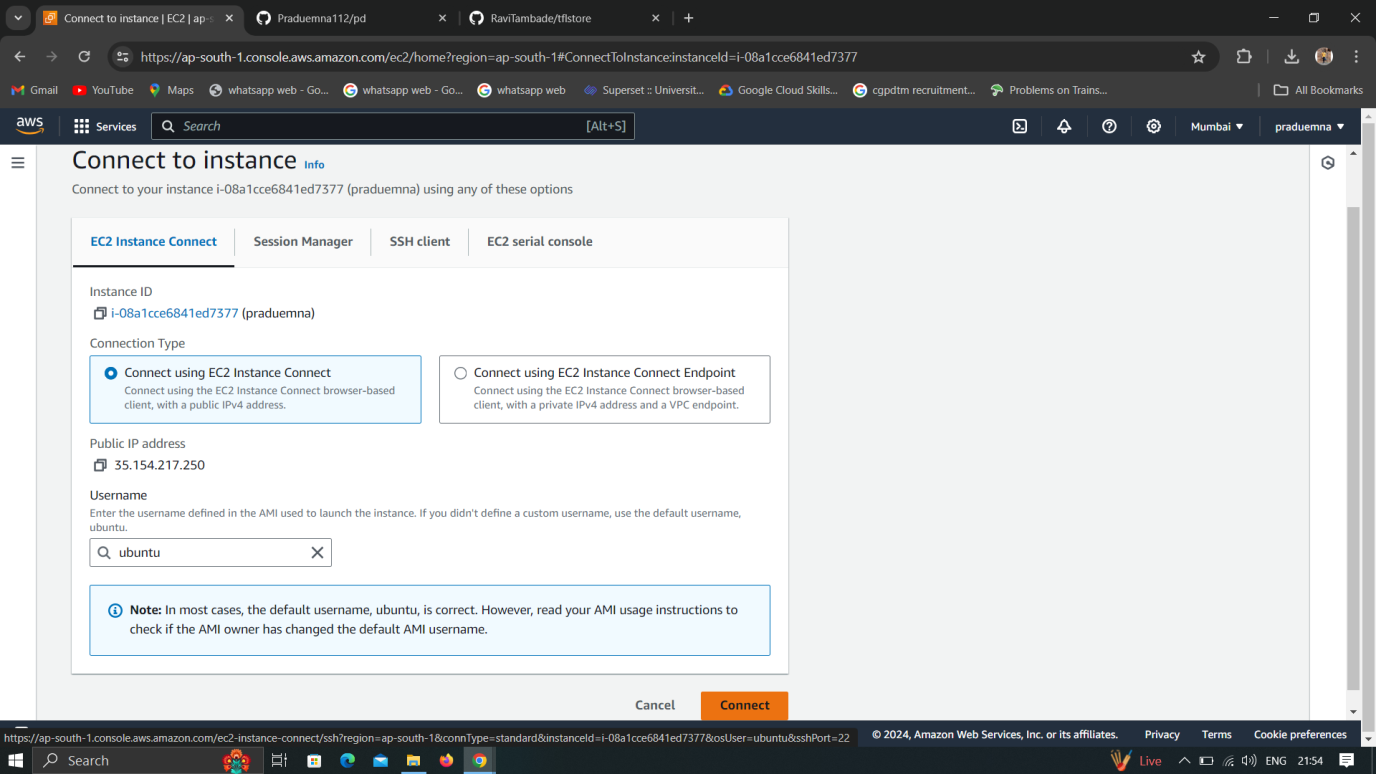 Connect to instance | EC2 | ap-s
Praduemna112/pd
RaviTambade/tflstore
https://ap-south-1.console.aws.amazon.com/ec2/home?region=ap-south-1#ConnectToInstance:instanceId=i-08a1cce6841ed7377
Gmail
YouTube
Maps
whatsapp web - Go...
whatsapp web - Go...
whatsapp web
Superset :: Universit...
Google Cloud Skills...
cgpdtm recruitment...
Problems on Trains...
All Bookmarks
aws
Services
Search
[Alt+S]
Mumbai
praduemna
Connect to instance Info
Connect to your instance i-08a1cce6841ed7377 (praduemna) using any of these options
EC2 Instance Connect
Session Manager
SSH client
EC2 serial console
Instance ID
i-08a1cce6841ed7377 (praduemna)
Connection Type
Connect using EC2 Instance Connect
Connect using the EC2 Instance Connect browser-based
client, with a public IPv4 address.
Connect using EC2 Instance Connect Endpoint
Connect using the EC2 Instance Connect browser-based
client, with a private IPv4 address and a VPC endpoint.
Public IP address
35.154.217.250
Username
Enter the username defined in the AMI used to launch the instance. If you didn't define a custom username, use the default username,
ubuntu.
ubuntu
Note: In most cases, the default username, ubuntu, is correct. However, read your AMI usage instructions to
check if the AMI owner has changed the default AMI username.
Cancel
Connect
https://ap-south-1.console.aws.amazon.com/ec2-instance-connect/ssh?region=ap-south-1&connType=standard&instanceId=i-08a1cce6841ed7377&osUser=ubuntu&sshPort=22
© 2024, Amazon Web Services, Inc. or its affiliates.
Privacy
Terms
Cookie preferences
Search
Live
ENG
21:54